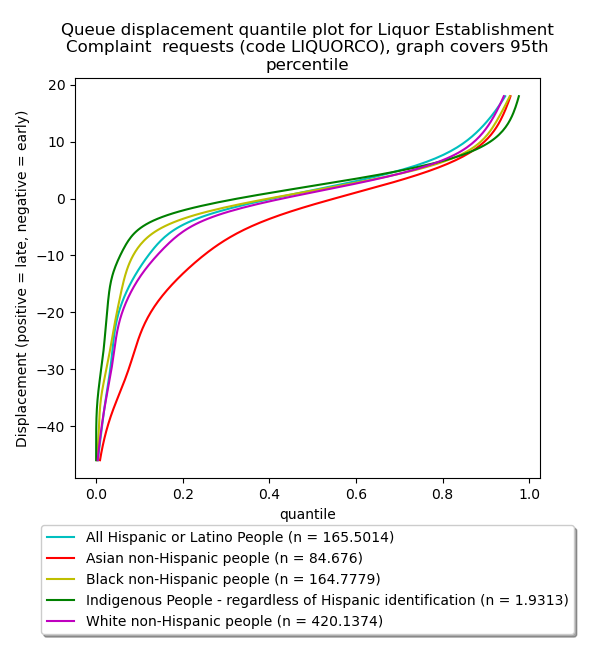 Queue displacement quantile plot for Liquor Establishment
Complaint  requests (code LIQUORCO), graph covers 95th
percentile
Displacement (positive = late, negative = early)
20
10
0
−10
−20
−30
−40
0.0 0.2 0.4 0.6 0.8 1.0
quantile
All Hispanic or Latino People (n = 165.5014)
Asian non-Hispanic people (n = 84.676)
Black non-Hispanic people (n = 164.7779)
Indigenous People - regardless of Hispanic identification (n = 1.9313)
White non-Hispanic people (n = 420.1374)